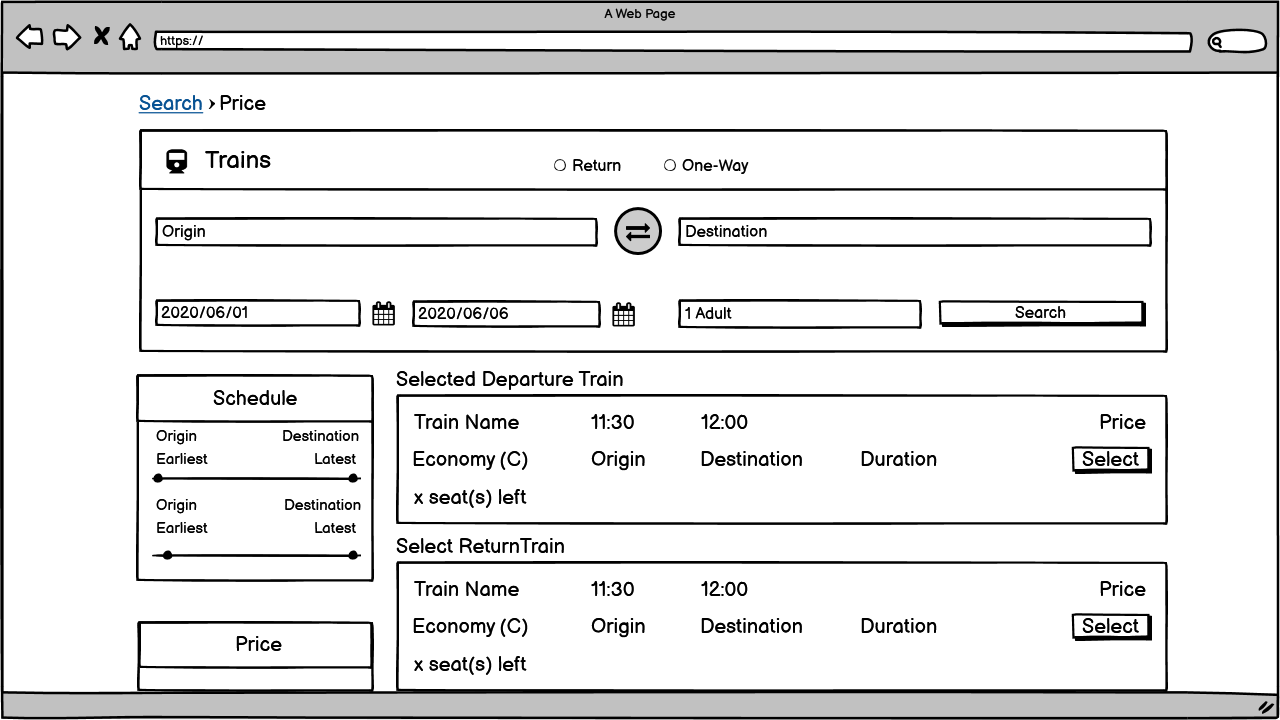 A Web Page
https://
Search › Price
Trains
Return
One-Way
Origin
Destination
2020/06/01
2020/06/06
1 Adult
Search
Schedule
Origin Destination
Earliest Latest
Origin Destination
Earliest Latest
Price
Selected Departure Train
Train Name 11:30 12:00 Price
Economy (C) Origin Destination Duration Select
x seat(s) left
Select ReturnTrain
Train Name 11:30 12:00 Price
Economy (C) Origin Destination Duration Select
x seat(s) left